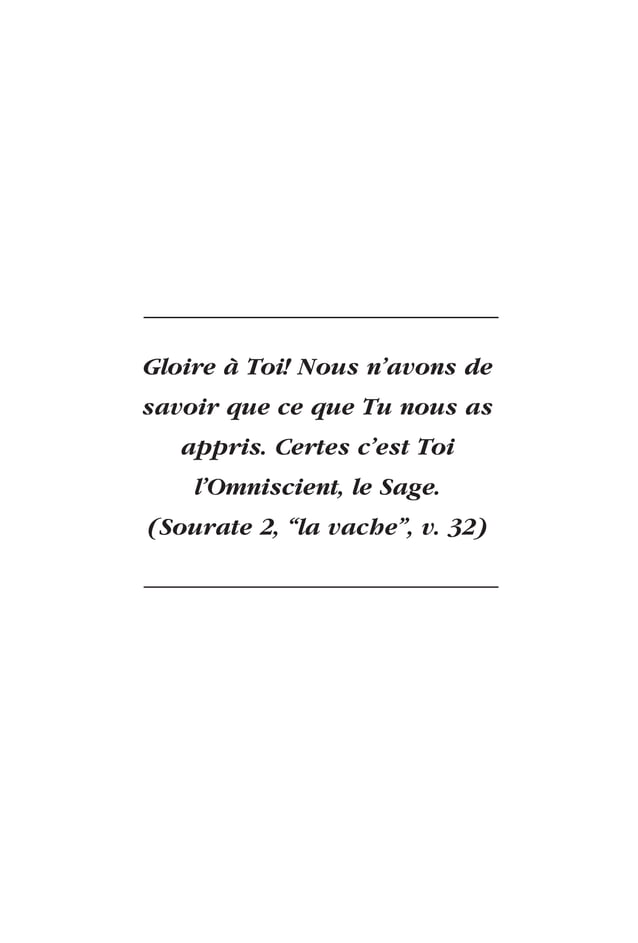 Gloire à Toi! Nous n’avons de
savoir que ce que Tu nous as
appris. Certes c’est Toi
l’Omniscient, le Sage.
(Sourate 2, “la vache”, v. 32)